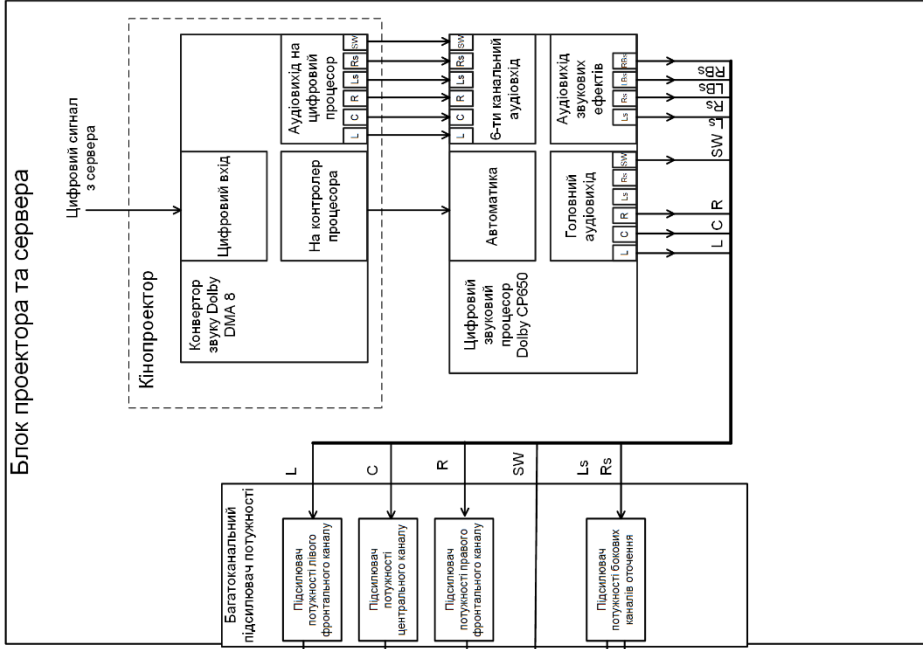 Блок проектора та сервера
Цифровий сигнал
з сервера
Кінопроектор
Конвертор
звуку Dolby
DMA 8
Цифровий вхід
На контролер
процесора
Аудіовихід на
цифровий
процесор
L
C
R
Ls
Rs
SW
Цифровий
звуковий
процесор
Dolby CP650
Автоматика
6-ти канальний
аудіовхід
L
C
R
Ls
Rs
SW
Головний
аудіовихід
L
C
R
Ls
Rs
SW
Аудіовихід
звукових
ефектів
Ls
Rs
LBs
RBs
L
C
R
SW
Ls
Rs
LBs
RBs
L
C
R
SW
Ls
Rs
Багатоканальний
підсилювач потужності
Підсилювач
потужності лівого
фронтального каналу
Підсилювач
потужності
центрального каналу
Підсилювач
потужності правого
фронтального каналу
Підсилювач
потужності бокових
каналів оточення